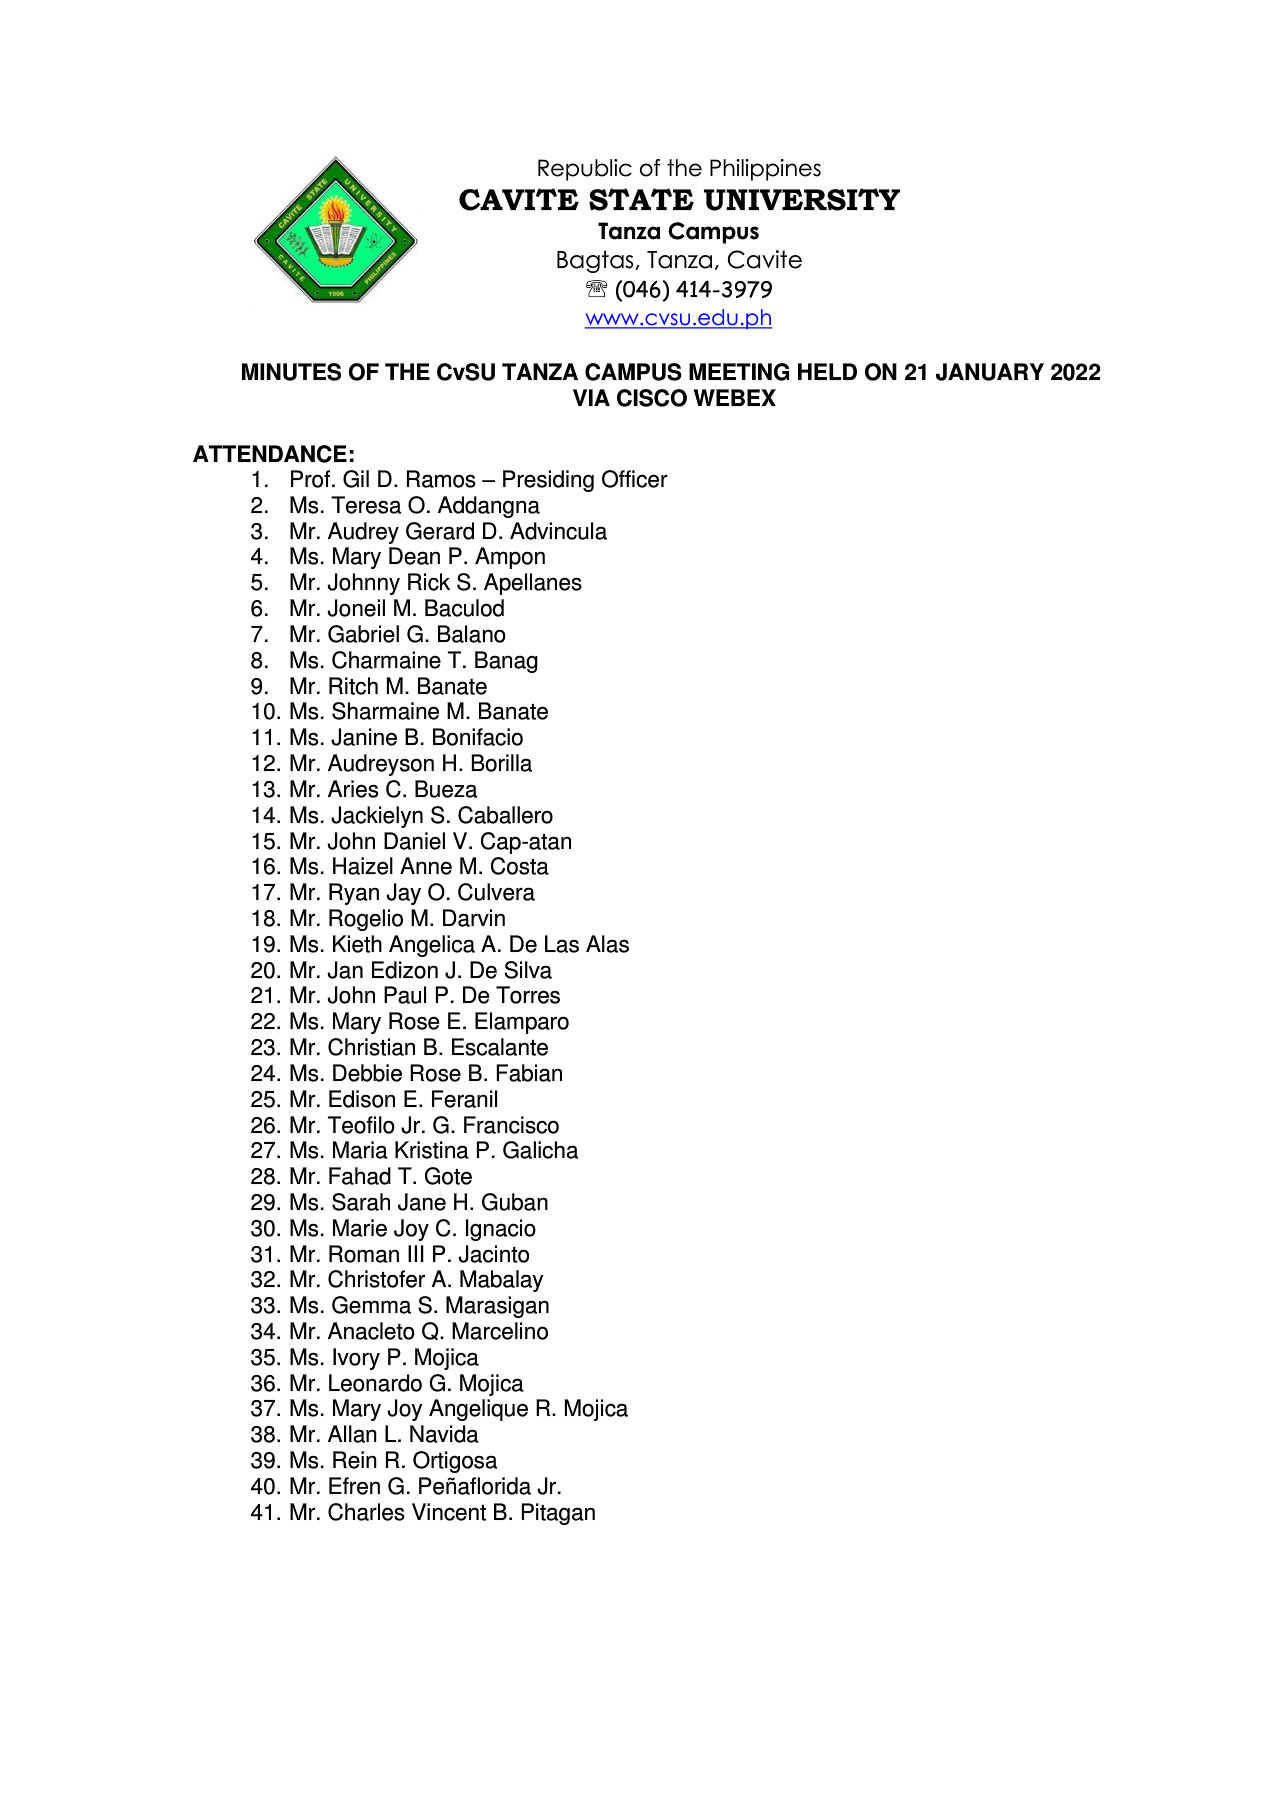 CAVITE STATE UNIVERSITY
CAVITE PHILIPPINES
1906
Republic of the Philippines
CAVITE STATE UNIVERSITY
Tanza Campus
Bagtas, Tanza, Cavite
☏ (046) 414-3979
www.cvsu.edu.ph
MINUTES OF THE CvSU TANZA CAMPUS MEETING HELD ON 21 JANUARY 2022
VIA CISCO WEBEX
ATTENDANCE:
1. Prof. Gil D. Ramos – Presiding Officer
2. Ms. Teresa O. Addangna
3. Mr. Audrey Gerard D. Advincula
4. Ms. Mary Dean P. Ampon
5. Mr. Johnny Rick S. Apellanes
6. Mr. Joneil M. Baculod
7. Mr. Gabriel G. Balano
8. Ms. Charmaine T. Banag
9. Mr. Ritch M. Banate
10. Ms. Sharmaine M. Banate
11. Ms. Janine B. Bonifacio
12. Mr. Audreyson H. Borilla
13. Mr. Aries C. Bueza
14. Ms. Jackielyn S. Caballero
15. Mr. John Daniel V. Cap-atan
16. Ms. Haizel Anne M. Costa
17. Mr. Ryan Jay O. Culvera
18. Mr. Rogelio M. Darvin
19. Ms. Kieth Angelica A. De Las Alas
20. Mr. Jan Edizon J. De Silva
21. Mr. John Paul P. De Torres
22. Ms. Mary Rose E. Elamparo
23. Mr. Christian B. Escalante
24. Ms. Debbie Rose B. Fabian
25. Mr. Edison E. Feranil
26. Mr. Teofilo Jr. G. Francisco
27. Ms. Maria Kristina P. Galicha
28. Mr. Fahad T. Gote
29. Ms. Sarah Jane H. Guban
30. Ms. Marie Joy C. Ignacio
31. Mr. Roman III P. Jacinto
32. Mr. Christofer A. Mabalay
33. Ms. Gemma S. Marasigan
34. Mr. Anacleto Q. Marcelino
35. Ms. Ivory P. Mojica
36. Mr. Leonardo G. Mojica
37. Ms. Mary Joy Angelique R. Mojica
38. Mr. Allan L. Navida
39. Ms. Rein R. Ortigosa
40. Mr. Efren G. Peñaflorida Jr.
41. Mr. Charles Vincent B. Pitagan